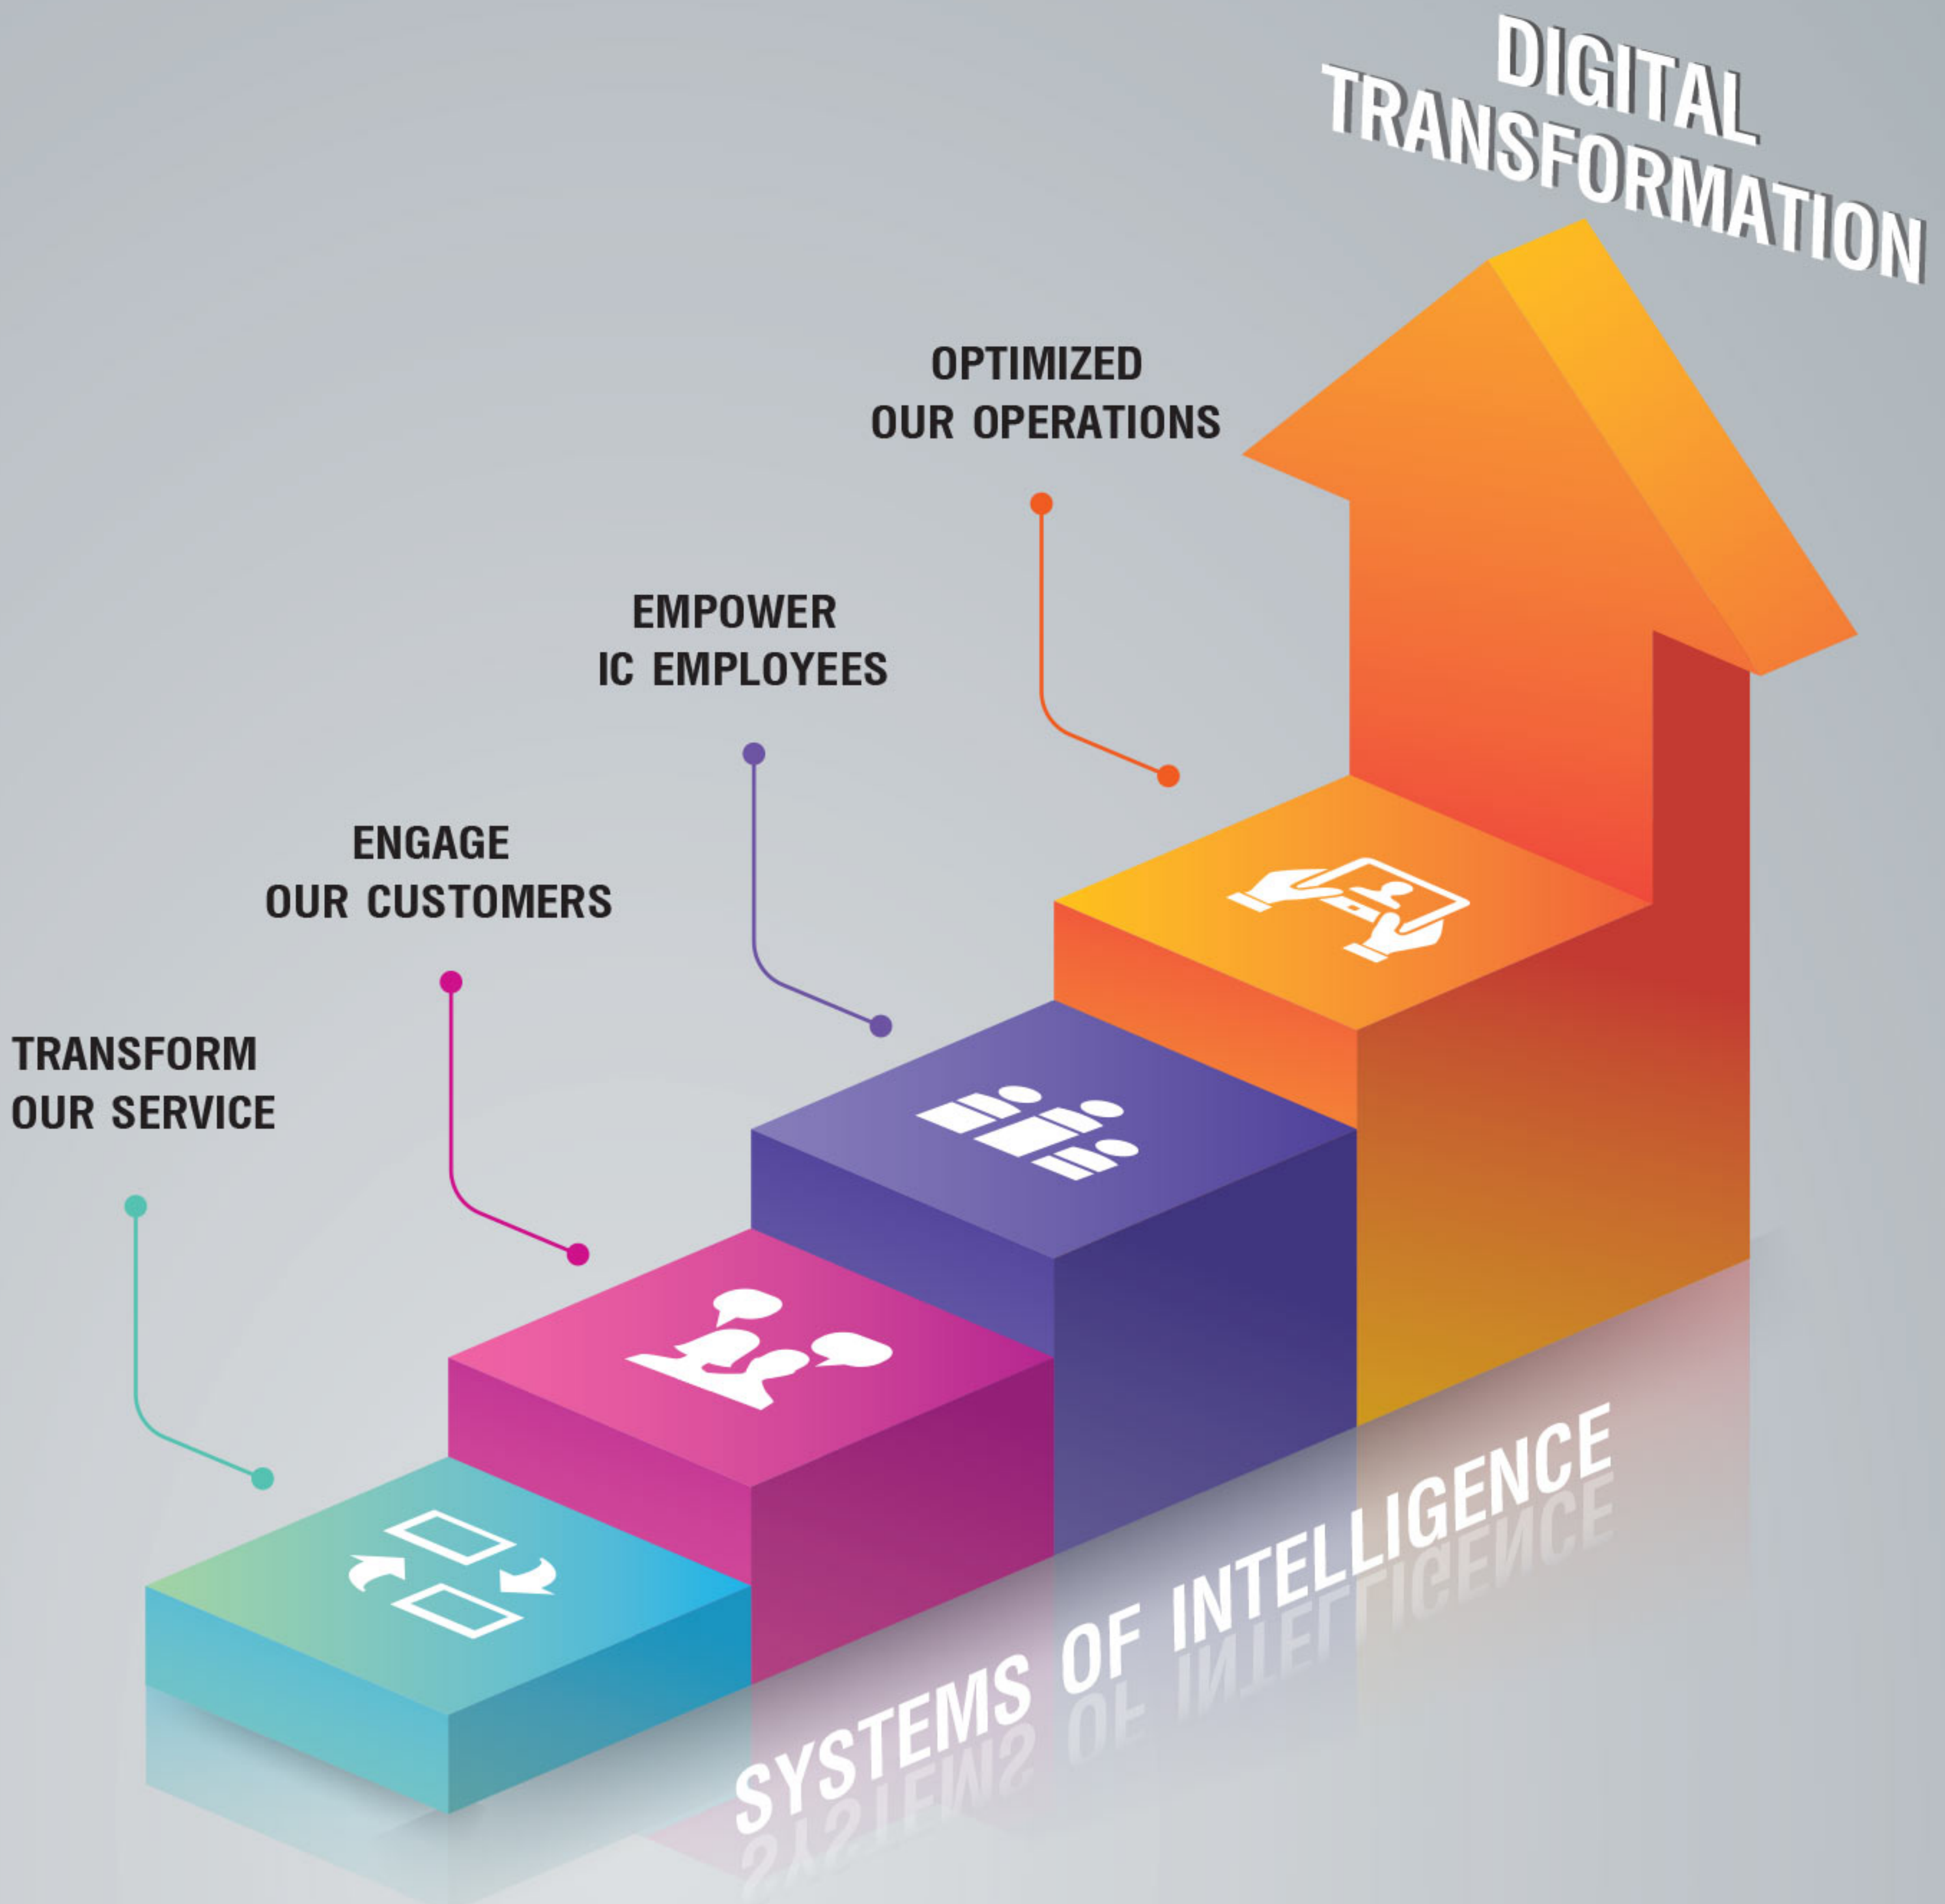 DIGITAL
TRANSFORMATION
OPTIMIZED
OUR OPERATIONS
EMPOWER
IC EMPLOYEES
ENGAGE
OUR CUSTOMERS
TRANSFORM
OUR SERVICE
SYSTEMS OF INTELLIGENCE